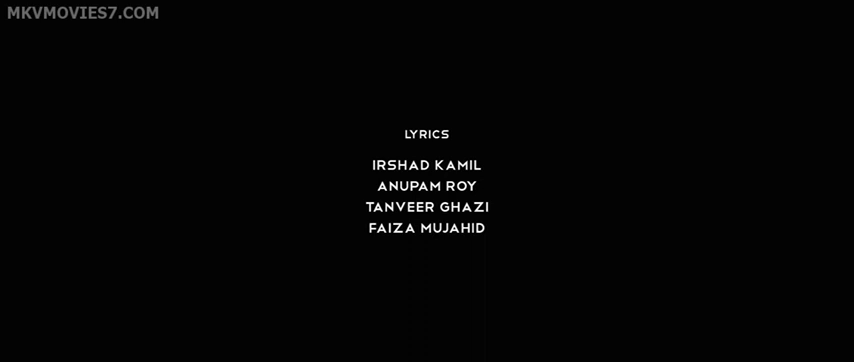 MKVMOVIES7.COM
LYRICS
IRSHAD KAMIL
ANUPAM ROY
TANVEER GHAZI
FAIZA MUJAHID